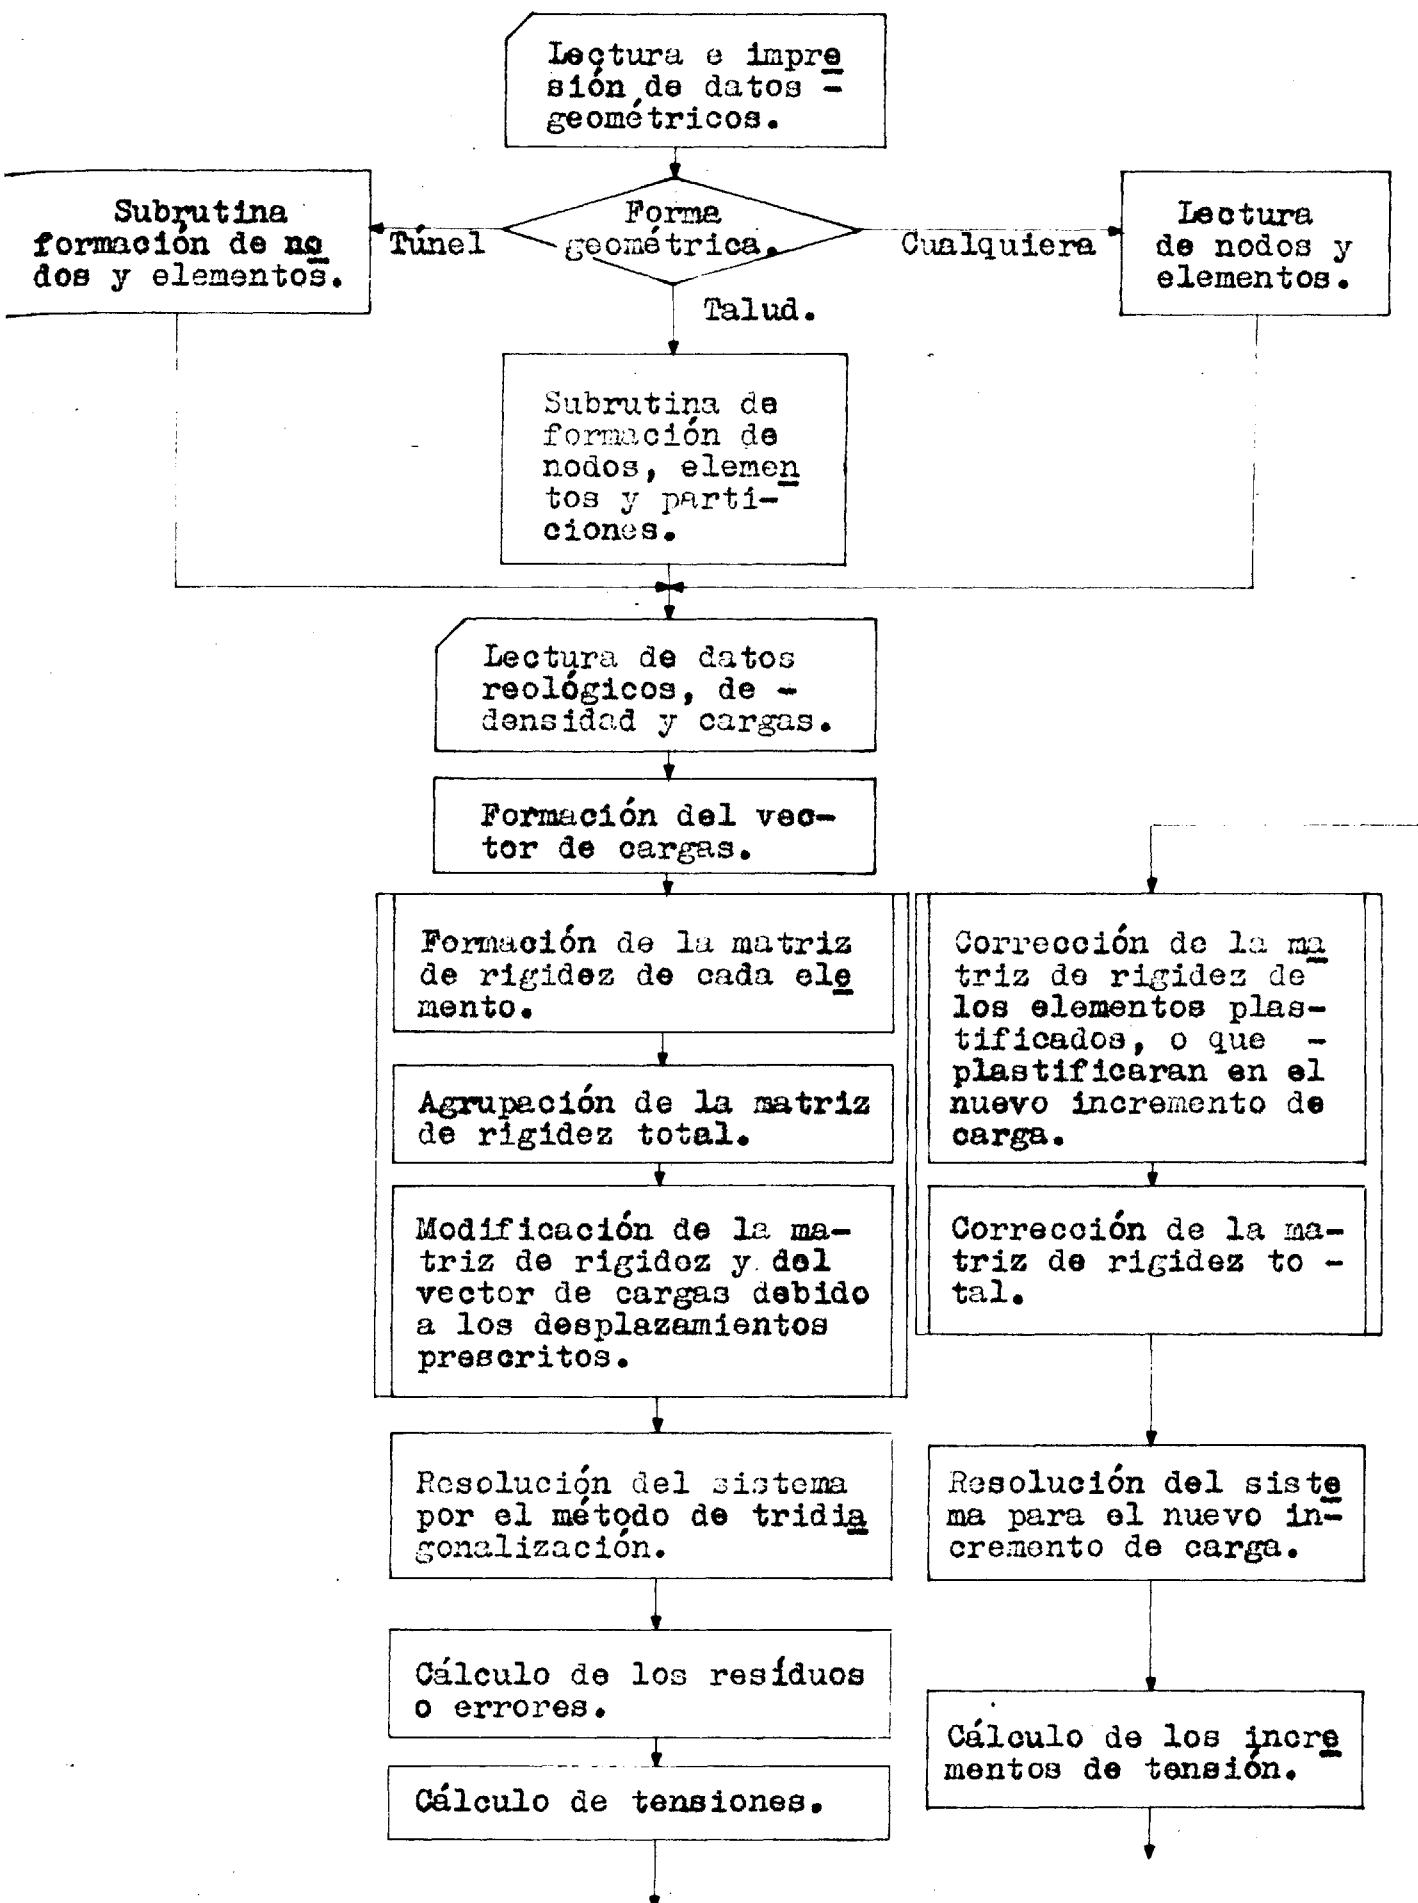 Lectura e impre
sión de datos -
geométricos.
Subrutina
formación de no
dos y elementos.
Túnel
Forma
geométrica.
Cualquiera
Lectura
de nodos y
elementos.
Talud.
Subrutina de
formación de
nodos, elemen
tos y parti-
ciones.
Lectura de datos
reológicos, de -
densidad y cargas.
Formación del vec-
tor de cargas.
Formación de la matriz
de rigidez de cada ele
mento.
Agrupación de la matriz
de rigidez total.
Modificación de la ma-
triz de rigidez y del
vector de cargas debido
a los desplazamientos
prescritos.
Resolución del sistema
por el método de tridia
gonalización.
Cálculo de los resíduos
o errores.
Cálculo de tensiones.
Corrección de la ma
triz de rigidez de
los elementos plas-
tificados, o que -
plastificaran en el
nuevo incremento de
carga.
Corrección de la ma-
triz de rigidez to -
tal.
Resolución del siste
ma para el nuevo in-
cremento de carga.
Cálculo de los incre
mentos de tensión.